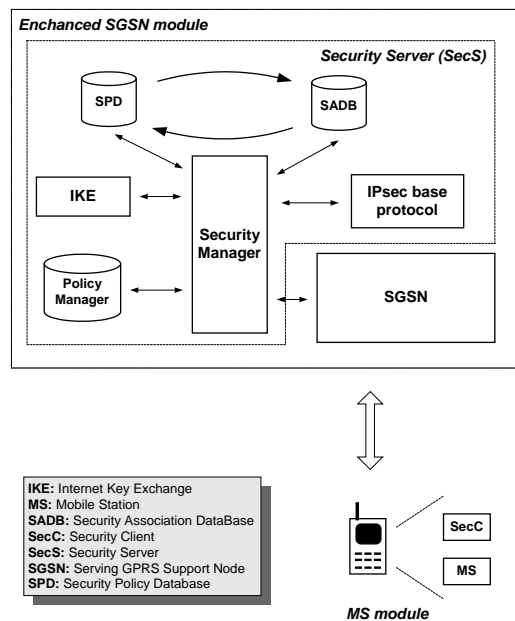 Enchanced SGSN module
Security Server (SecS)
SPD
SADB
IKE
IPsec base
protocol
Security
Manager
Policy
Manager
SGSN
IKE: Internet Key Exchange
MS: Mobile Station
SADB: Security Association DataBase
SecC: Security Client
SecS: Security Server
SGSN: Serving GPRS Support Node
SPD: Security Policy Database
SecC
MS
MS module